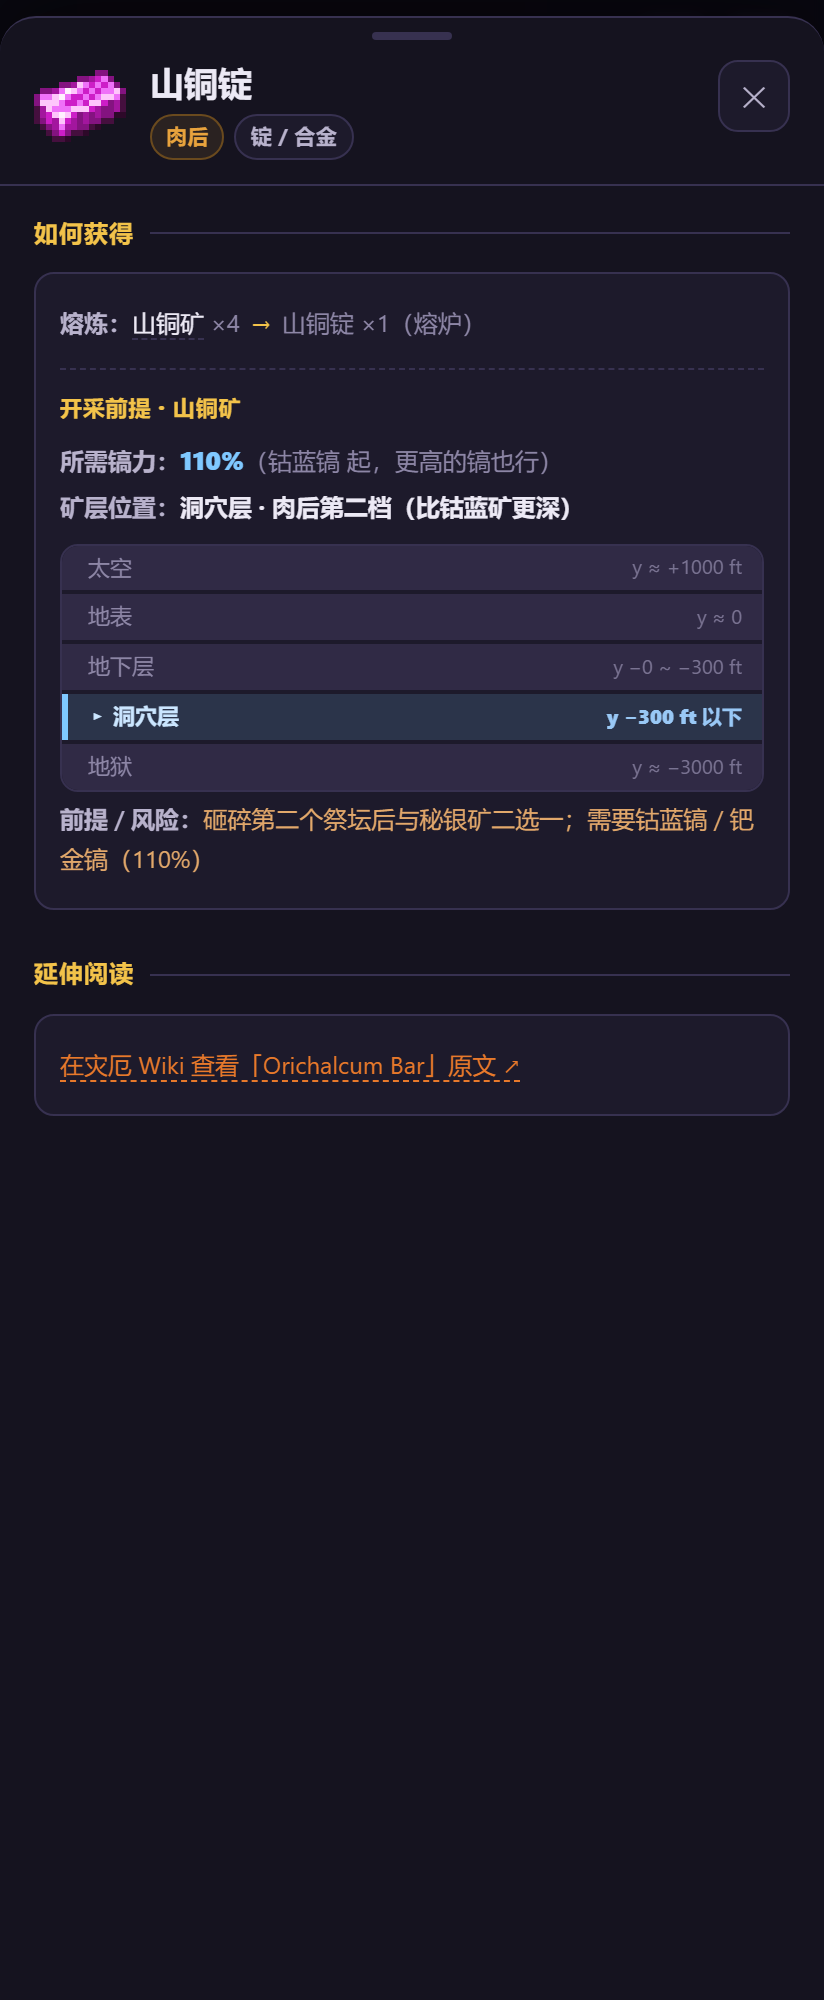 山铜锭
肉后
锭 / 合金
如何获得
熔炼：山铜矿 ×4 → 山铜锭 ×1（熔炉）
开采前提 · 山铜矿
所需镐力：110%（钴蓝镐 起，更高的镐也行）
矿层位置：洞穴层 · 肉后第二档（比钴蓝矿更深）
太空 y ≈ +1000 ft
地表 y ≈ 0
地下层 y −0 ~ −300 ft
▸ 洞穴层 y −300 ft 以下
地狱 y ≈ −3000 ft
前提 / 风险：砸碎第二个祭坛后与秘银矿二选一；需要钴蓝镐 / 钯
金镐（110%）
延伸阅读
在灾厄 Wiki 查看「Orichalcum Bar」原文 ↗